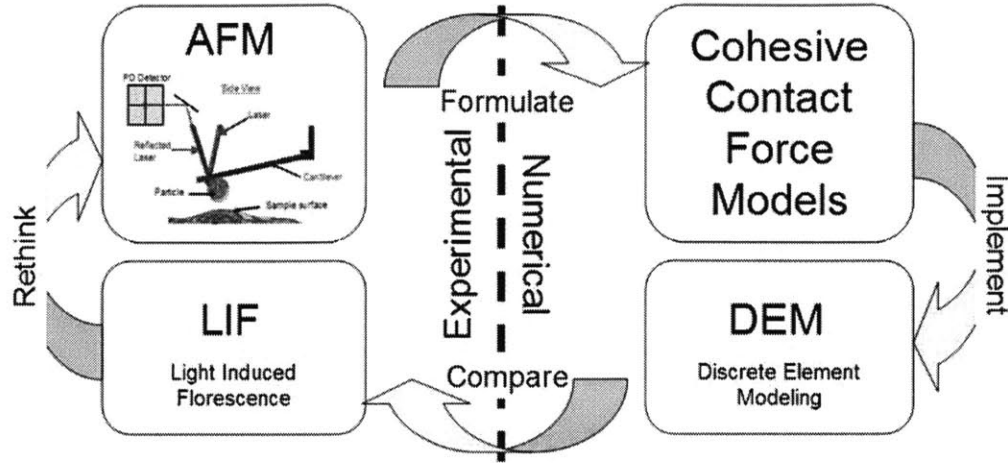 AFM
PD Detector
Side View
Laser
Reflected
Laser
Cantilever
Particle
Sample surface
Formulate
Cohesive
Contact
Force
Models
Experimental
Numerical
Rethink
Implement
LIF
Light Induced
Florescence
Compare
DEM
Discrete Element
Modeling